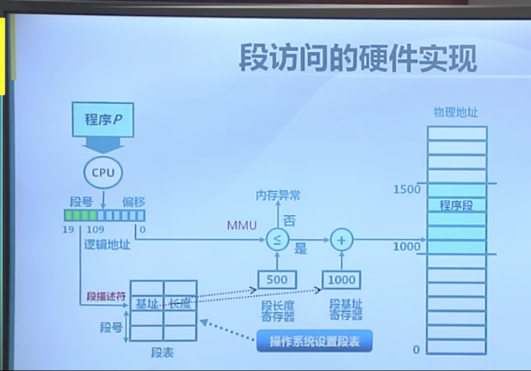 段访问的硬件实现
程序P
CPU
段号 偏移
19 109 0
逻辑地址
段描述符
基址 长度
段号
段表
MMU
内存异常
否
≤
是
+
500
1000
段长度
寄存器
段基址
寄存器
操作系统设置段表
物理地址
1500
程序段
1000
0